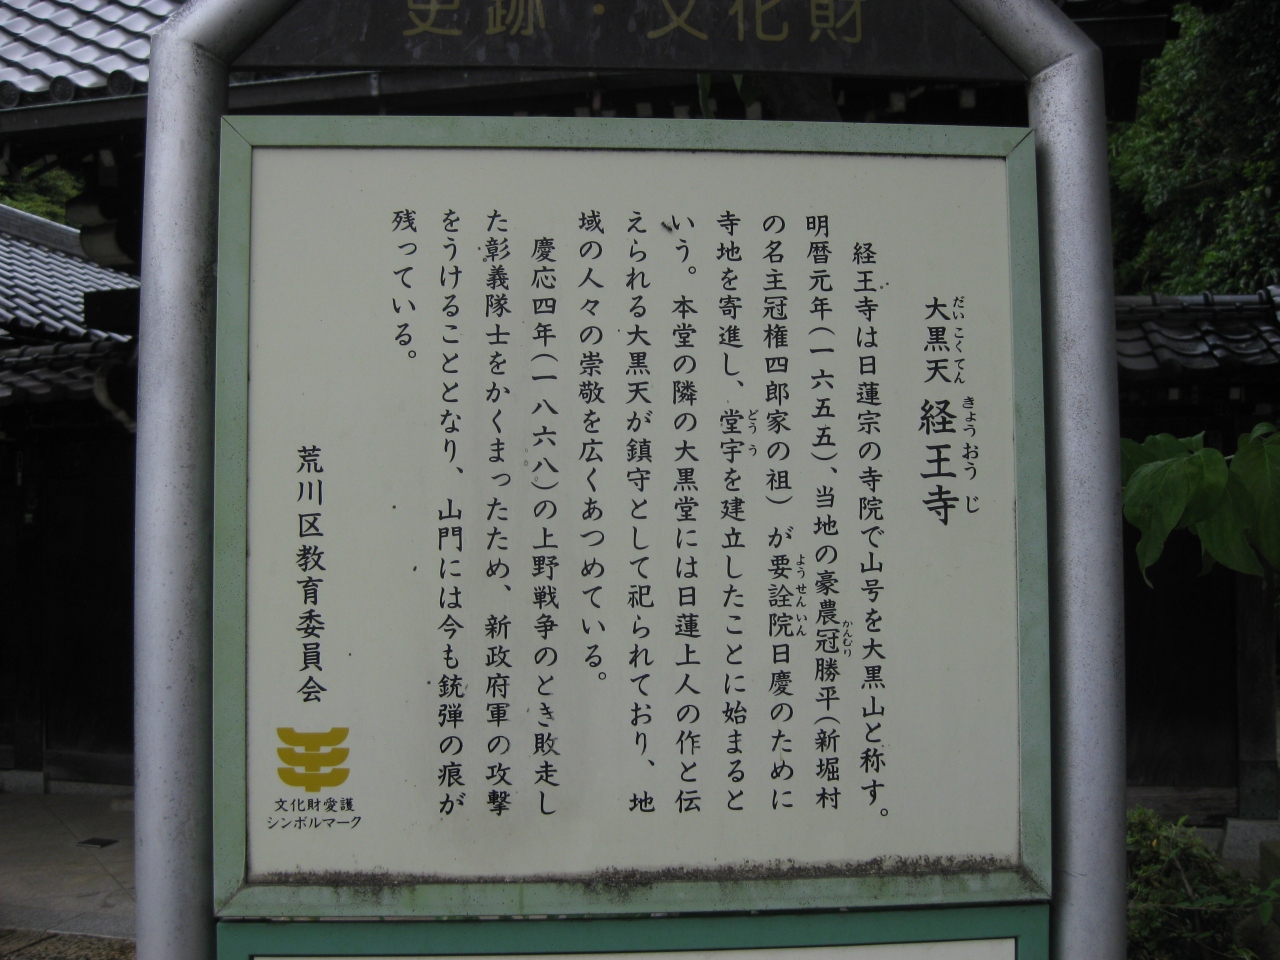 史跡・文化財
大黒天 経王寺
だいこくてん きょうおうじ
経王寺は日蓮宗の寺院で山号を大黒山と称す。
明暦元年(一六五五)、当地の豪農冠勝平(新堀村
かんむり
の名主冠権四郎家の祖)が要詮院日慶のために
ようせんいん
寺地を寄進し、堂宇を建立したことに始まると
どうう
いう。本堂の隣の大黒堂には日蓮上人の作と伝
えられる大黒天が鎮守として祀られており、地
域の人々の崇敬を広くあつめている。
慶応四年(一八六八)の上野戦争のとき敗走し
た彰義隊士をかくまったため、新政府軍の攻撃
をうけることとなり、山門には今も銃弾の痕が
残っている。
荒川区教育委員会
文化財愛護
シンボルマーク